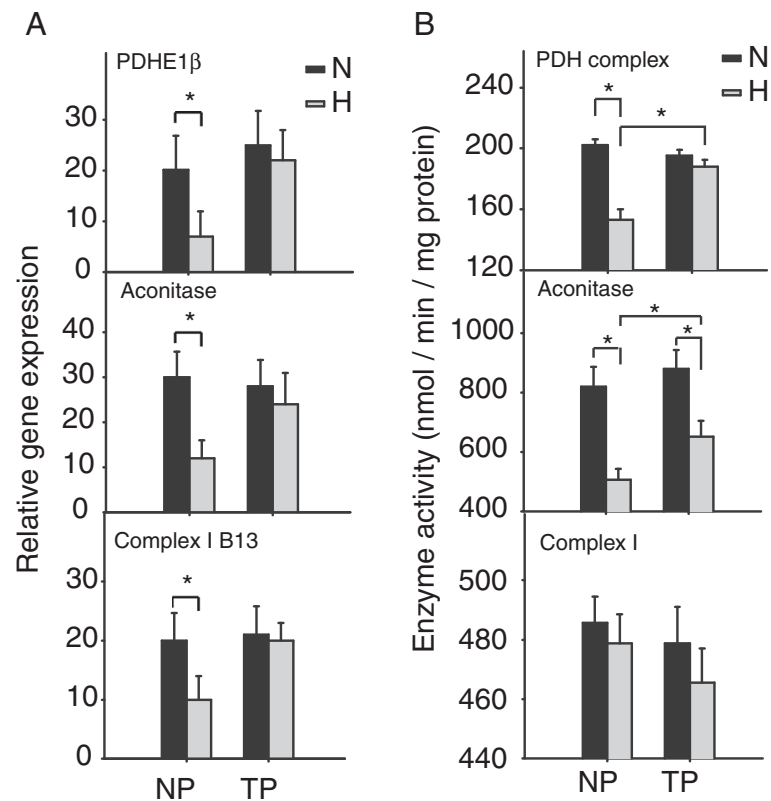 A
PDHE1β
N
H
*
30
20
10
0
Aconitase
*
40
30
20
10
0
Complex I B13
*
20
10
0
NP TP
Relative gene expression
B
PDH complex
N
H
*
*
240
200
160
120
Aconitase
*
*
*
1000
800
600
400
Complex I
500
480
460
440
NP TP
Enzyme activity (nmol / min / mg protein)